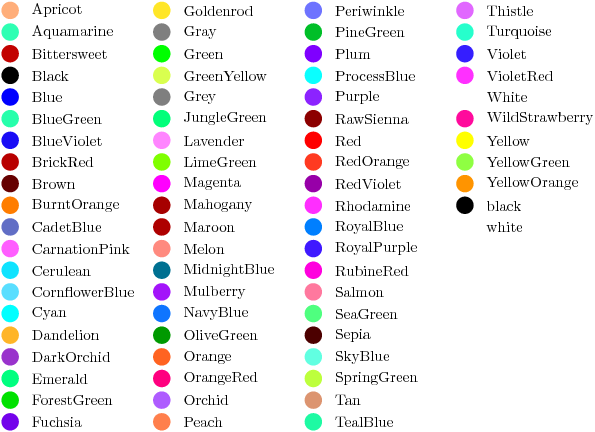 Apricot
Aquamarine
Bittersweet
Black
Blue
BlueGreen
BlueViolet
BrickRed
Brown
BurntOrange
CadetBlue
CarnationPink
Cerulean
CornflowerBlue
Cyan
Dandelion
DarkOrchid
Emerald
ForestGreen
Fuchsia
Goldenrod
Gray
Green
GreenYellow
Grey
JungleGreen
Lavender
LimeGreen
Magenta
Mahogany
Maroon
Melon
MidnightBlue
Mulberry
NavyBlue
OliveGreen
Orange
OrangeRed
Orchid
Peach
Periwinkle
PineGreen
Plum
ProcessBlue
Purple
RawSienna
Red
RedOrange
RedViolet
Rhodamine
RoyalBlue
RoyalPurple
RubineRed
Salmon
SeaGreen
Sepia
SkyBlue
SpringGreen
Tan
TealBlue
Thistle
Turquoise
Violet
VioletRed
White
WildStrawberry
Yellow
YellowGreen
YellowOrange
black
white